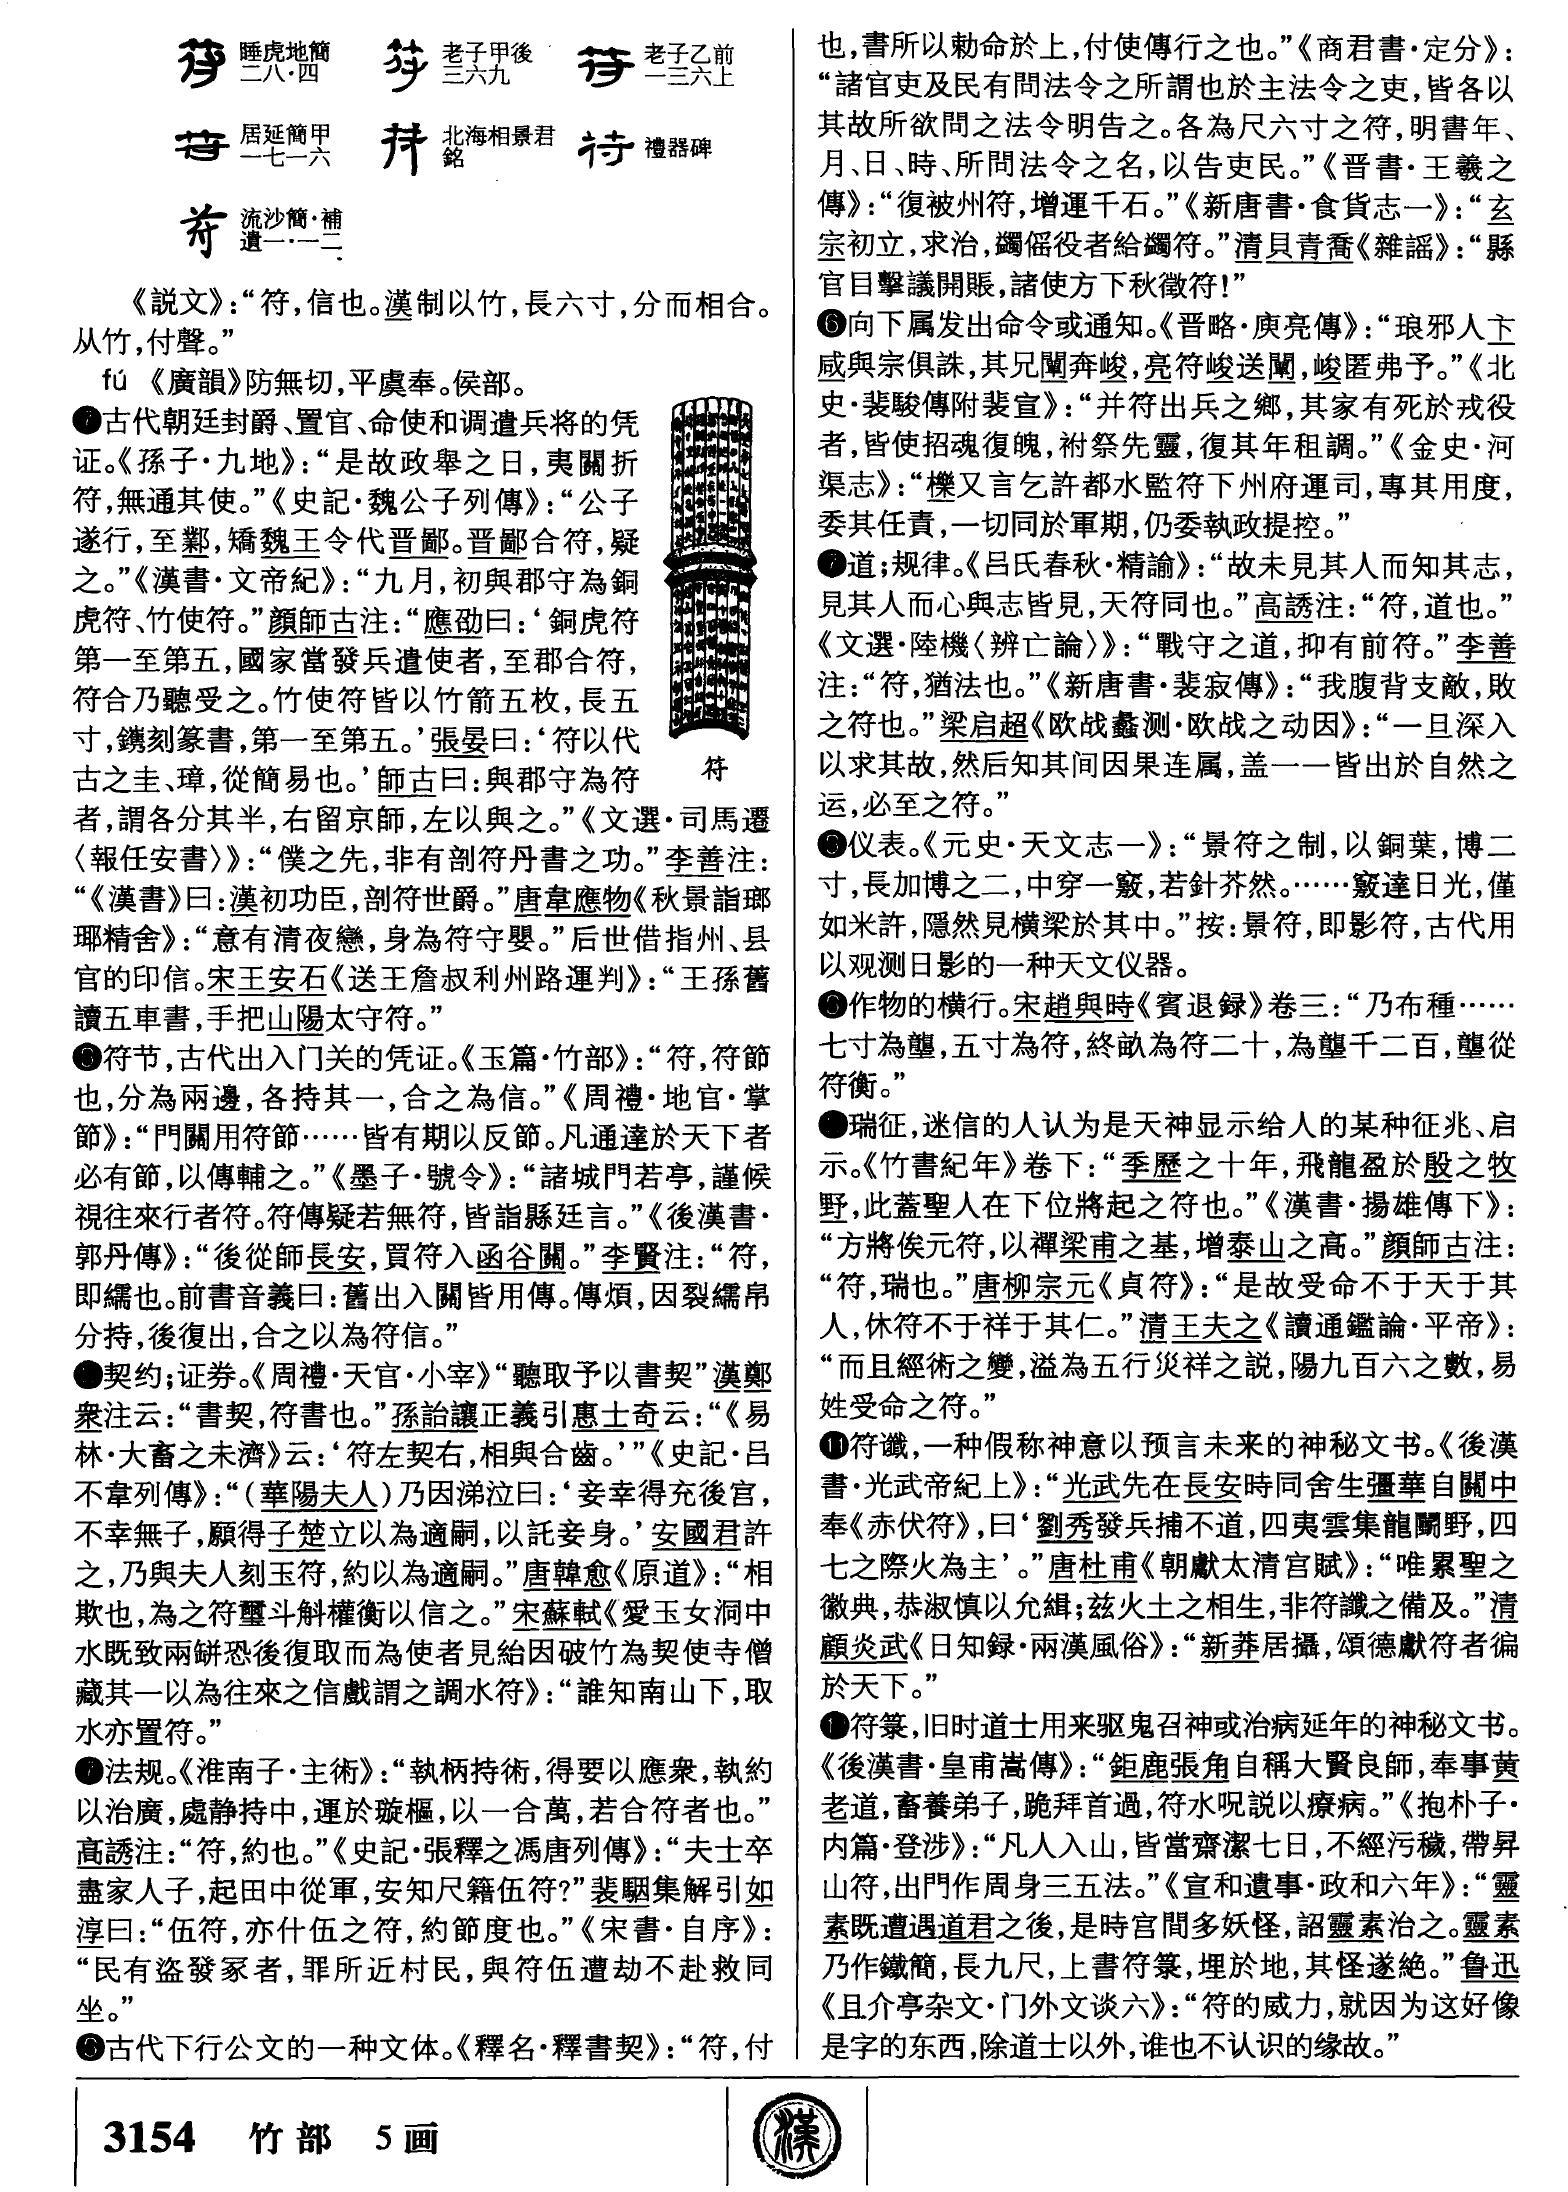 睡虎地簡
二八·四
老子甲後
三六九
老子乙前
一三六上
居延簡甲
一七一六
北海相景君
銘
禮器碑
流沙簡·補
遺一·一二
《説文》：“符，信也。漢制以竹，長六寸，分而相合。
从竹，付聲。”
fú 《廣韻》防無切，平虞奉。侯部。
古代朝廷封爵、置官、命使和调遣兵将的凭
证。《孫子·九地》：“是故政舉之日，夷關折
符，無通其使。”《史記·魏公子列傳》：“公子
遂行，至鄴，矯魏王令代晋鄙。晋鄙合符，疑
之。”《漢書·文帝紀》：“九月，初與郡守為銅
虎符、竹使符。”顔師古注：“應劭曰：‘銅虎符
第一至第五，國家當發兵遣使者，至郡合符，
符合乃聽受之。竹使符皆以竹箭五枚，長五
寸，鐫刻篆書，第一至第五。’張晏曰：‘符以代
古之圭、璋，從簡易也。’師古曰：與郡守為符
者，謂各分其半，右留京師，左以與之。”《文選·司馬遷
〈報任安書〉》：“僕之先，非有剖符丹書之功。”李善注：
“《漢書》曰：漢初功臣，剖符世爵。”唐韋應物《秋景詣瑯
琊精舍》：“意有清夜戀，身為符守嬰。”后世借指州、县
官的印信。宋王安石《送王詹叔利州路運判》：“王孫舊
讀五車書，手把山陽太守符。”
符
符节，古代出入门关的凭证。《玉篇·竹部》：“符，符節
也，分為兩邊，各持其一，合之為信。”《周禮·地官·掌
節》：“門關用符節……皆有期以反節。凡通達於天下者
必有節，以傳輔之。”《墨子·號令》：“諸城門若亭，謹候
視往來行者符。符傳疑若無符，皆詣縣廷言。”《後漢書·
郭丹傳》：“後從師長安，買符入函谷關。”李賢注：“符，
即繻也。前書音義曰：舊出入關皆用傳。傳煩，因裂繻帛
分持，後復出，合之以為符信。”
契约；证券。《周禮·天官·小宰》“聽取予以書契”漢鄭
衆注云：“書契，符書也。”孫詒讓正義引惠士奇云：“《易
林·大畜之未濟》云：‘符左契右，相與合齒。’”《史記·吕
不韋列傳》：“（華陽夫人）乃因涕泣曰：‘妾幸得充後宫，
不幸無子，願得子楚立以為適嗣，以託妾身。’安國君許
之，乃與夫人刻玉符，約以為適嗣。”唐韓愈《原道》：“相
欺也，為之符璽斗斛權衡以信之。”宋蘇軾《愛玉女洞中
水既致兩缾恐後復取而為使者見紿因破竹為契使寺僧
藏其一以為往來之信戲謂之調水符》：“誰知南山下，取
水亦置符。”
法规。《淮南子·主術》：“執柄持術，得要以應衆，執約
以治廣，處静持中，運於璇樞，以一合萬，若合符者也。”
高誘注：“符，約也。”《史記·張釋之馮唐列傳》：“夫士卒
盡家人子，起田中從軍，安知尺籍伍符？”裴駰集解引如
淳曰：“伍符，亦什伍之符，約節度也。”《宋書·自序》：
“民有盗發冢者，罪所近村民，與符伍遭劫不赴救同
坐。”
古代下行公文的一种文体。《釋名·釋書契》：“符，付
也，書所以勅命於上，付使傳行之也。”《商君書·定分》：
“諸官吏及民有問法令之所謂也於主法令之吏，皆各以
其故所欲問之法令明告之。各為尺六寸之符，明書年、
月、日、時、所問法令之名，以告吏民。”《晋書·王羲之
傳》：“復被州符，增運千石。”《新唐書·食貨志一》：“玄
宗初立，求治，蠲傜役者給蠲符。”清貝青喬《雜謡》：“縣
官目擊議開賬，諸使方下秋徵符！”
❻向下属发出命令或通知。《晋略·庾亮傳》：“琅邪人卞
咸與宗俱誅，其兄闡奔峻，亮符峻送闡，峻匿弗予。”《北
史·裴駿傳附裴宣》：“并符出兵之鄉，其家有死於戎役
者，皆使招魂復魄，祔祭先靈，復其年租調。”《金史·河
渠志》：“櫟又言乞許都水監符下州府運司，專其用度，
委其任責，一切同於軍期，仍委執政提控。”
❼道；规律。《吕氏春秋·精諭》：“故未見其人而知其志，
見其人而心與志皆見，天符同也。”高誘注：“符，道也。”
《文選·陸機〈辨亡論〉》：“戰守之道，抑有前符。”李善
注：“符，猶法也。”《新唐書·裴寂傳》：“我腹背支敵，敗
之符也。”梁启超《欧战蠡测·欧战之动因》：“一旦深入
以求其故，然后知其间因果连属，盖一一皆出於自然之
运，必至之符。”
仪表。《元史·天文志一》：“景符之制，以銅葉，博二
寸，長加博之二，中穿一竅，若針芥然。……竅達日光，僅
如米許，隱然見横梁於其中。”按：景符，即影符，古代用
以观测日影的一种天文仪器。
作物的横行。宋趙與時《賓退録》卷三：“乃布種……
七寸為壟，五寸為符，終畝為符二十，為壟千二百，壟從
符衡。”
瑞征，迷信的人认为是天神显示给人的某种征兆、启
示。《竹書紀年》卷下：“季歷之十年，飛龍盈於殷之牧
野，此蓋聖人在下位將起之符也。”《漢書·揚雄傳下》：
“方將俟元符，以禪梁甫之基，增泰山之高。”顔師古注：
“符，瑞也。”唐柳宗元《貞符》：“是故受命不于天于其
人，休符不于祥于其仁。”清王夫之《讀通鑑論·平帝》：
“而且經術之變，溢為五行災祥之説，陽九百六之數，易
姓受命之符。”
⓫符谶，一种假称神意以预言未来的神秘文书。《後漢
書·光武帝紀上》：“光武先在長安時同舍生彊華自關中
奉《赤伏符》，曰‘劉秀發兵捕不道，四夷雲集龍鬭野，四
七之際火為主’。”唐杜甫《朝獻太清宫賦》：“唯累聖之
徽典，恭淑慎以允緝；兹火土之相生，非符讖之備及。”清
顧炎武《日知録·兩漢風俗》：“新莽居攝，頌德獻符者徧
於天下。”
符箓，旧时道士用来驱鬼召神或治病延年的神秘文书。
《後漢書·皇甫嵩傳》：“鉅鹿張角自稱大賢良師，奉事黄
老道，畜養弟子，跪拜首過，符水呪説以療病。”《抱朴子·
内篇·登涉》：“凡人入山，皆當齋潔七日，不經污穢，帶昇
山符，出門作周身三五法。”《宣和遺事·政和六年》：“靈
素既遭遇道君之後，是時宫間多妖怪，詔靈素治之。靈素
乃作鐵簡，長九尺，上書符箓，埋於地，其怪遂絶。”鲁迅
《且介亭杂文·门外文谈六》：“符的威力，就因为这好像
是字的东西，除道士以外，谁也不认识的缘故。”
3154 竹部 5画
漢